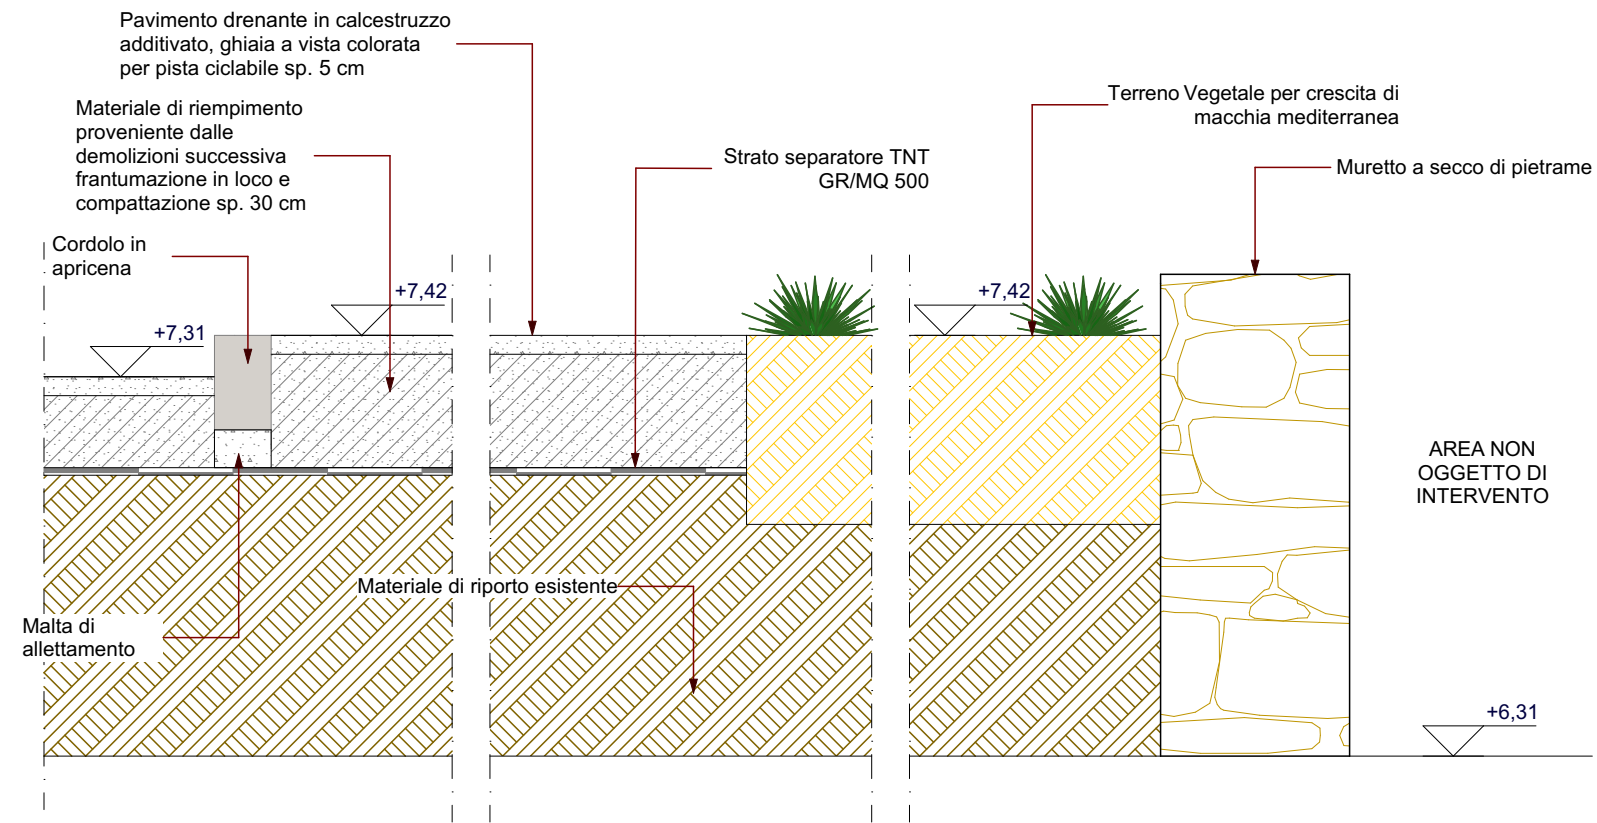 Pavimento drenante in calcestruzzo
additivato, ghiaia a vista colorata
per pista ciclabile sp. 5 cm
Materiale di riempimento
proveniente dalle
demolizioni successiva
frantumazione in loco e
compattazione sp. 30 cm
Cordolo in
apricena
Strato separatore TNT
GR/MQ 500
Terreno Vegetale per crescita di
macchia mediterranea
Muretto a secco di pietrame
+7,31
+7,42
+7,42
AREA NON
OGGETTO DI
INTERVENTO
Materiale di riporto esistente
Malta di
allettamento
+6,31